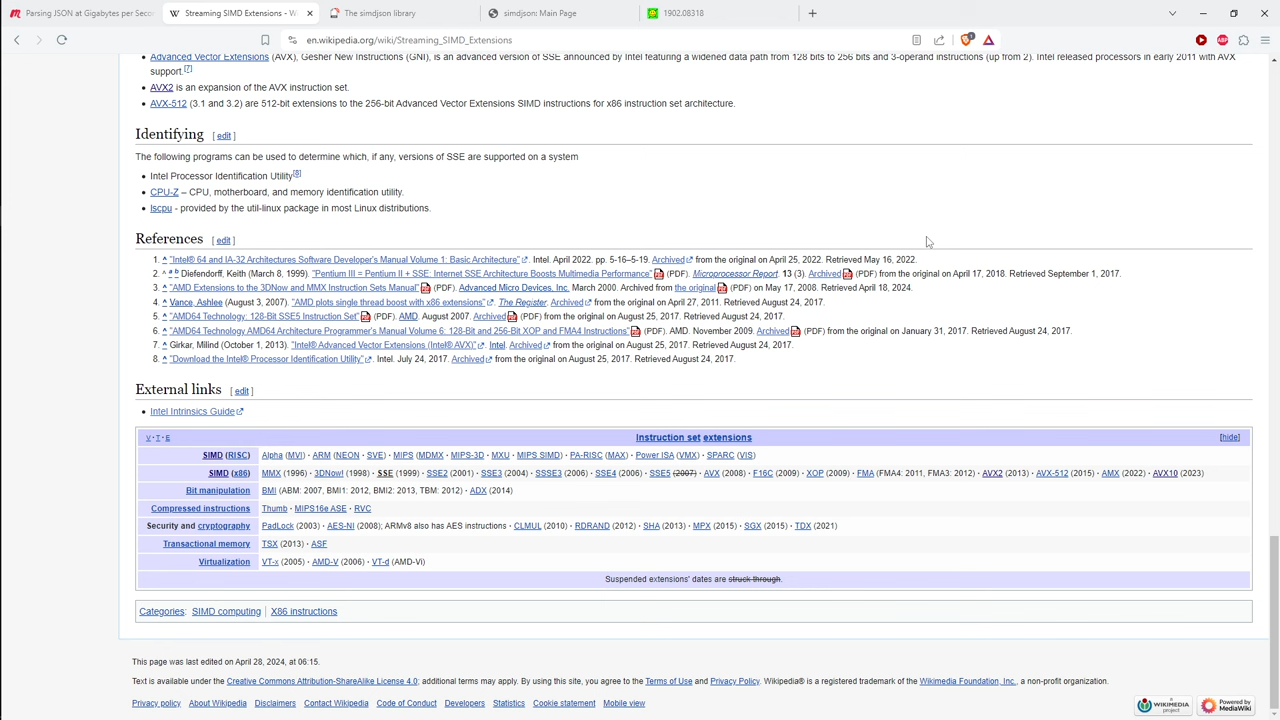 Parsing JSON at Gigabytes per Seco
Streaming SIMD Extensions - Wi
The simdjson library
simdjson: Main Page
1902.08318
en.wikipedia.org/wiki/Streaming_SIMD_Extensions
Advanced Vector Extensions (AVX), Gesher New Instructions (GNI), is an advanced version of SSE announced by Intel featuring a widened data path from 128 bits to 256 bits and 3-operand instructions (up from 2). Intel released processors in early 2011 with AVX
support.[7]
• AVX2 is an expansion of the AVX instruction set.
• AVX-512 (3.1 and 3.2) are 512-bit extensions to the 256-bit Advanced Vector Extensions SIMD instructions for x86 instruction set architecture.
Identifying [ edit ]
The following programs can be used to determine which, if any, versions of SSE are supported on a system
• Intel Processor Identification Utility[8]
• CPU-Z – CPU, motherboard, and memory identification utility.
• lscpu - provided by the util-linux package in most Linux distributions.
References [ edit ]
1. ^ "Intel® 64 and IA-32 Architectures Software Developer's Manual Volume 1: Basic Architecture". Intel. April 2022. pp. 5-16–5-19. Archived from the original on April 25, 2022. Retrieved May 16, 2022.
2. ^ a b Diefendorff, Keith (March 8, 1999). "Pentium III = Pentium II + SSE: Internet SSE Architecture Boosts Multimedia Performance" (PDF). Microprocessor Report. 13 (3). Archived (PDF) from the original on April 17, 2018. Retrieved September 1, 2017.
3. ^ "AMD Extensions to the 3DNow and MMX Instruction Sets Manual" (PDF). Advanced Micro Devices, Inc. March 2000. Archived from the original (PDF) on May 17, 2008. Retrieved April 18, 2024.
4. ^ Vance, Ashlee (August 3, 2007). "AMD plots single thread boost with x86 extensions". The Register. Archived from the original on April 27, 2011. Retrieved August 24, 2017.
5. ^ "AMD64 Technology: 128-Bit SSE5 Instruction Set" (PDF). AMD. August 2007. Archived (PDF) from the original on August 25, 2017. Retrieved August 24, 2017.
6. ^ "AMD64 Technology AMD64 Architecture Programmer's Manual Volume 6: 128-Bit and 256-Bit XOP and FMA4 Instructions" (PDF). AMD. November 2009. Archived (PDF) from the original on January 31, 2017. Retrieved August 24, 2017.
7. ^ Girkar, Milind (October 1, 2013). "Intel® Advanced Vector Extensions (Intel® AVX)". Intel. Archived from the original on August 25, 2017. Retrieved August 24, 2017.
8. ^ "Download the Intel® Processor Identification Utility". Intel. July 24, 2017. Archived from the original on August 25, 2017. Retrieved August 24, 2017.
External links [ edit ]
• Intel Intrinsics Guide
V · T · E Instruction set extensions [hide]
SIMD (RISC) Alpha (MVI) · ARM (NEON · SVE) · MIPS (MDMX · MIPS-3D · MXU · MIPS SIMD) · PA-RISC (MAX) · Power ISA (VMX) · SPARC (VIS)
SIMD (x86) MMX (1996) · 3DNow! (1998) · SSE (1999) · SSE2 (2001) · SSE3 (2004) · SSSE3 (2006) · SSE4 (2006) · SSE5 (2007) · AVX (2008) · F16C (2009) · XOP (2009) · FMA (FMA4: 2011, FMA3: 2012) · AVX2 (2013) · AVX-512 (2015) · AMX (2022) · AVX10 (2023)
Bit manipulation BMI (ABM: 2007, BMI1: 2012, BMI2: 2013, TBM: 2012) · ADX (2014)
Compressed instructions Thumb · MIPS16e ASE · RVC
Security and cryptography PadLock (2003) · AES-NI (2008); ARMv8 also has AES instructions · CLMUL (2010) · RDRAND (2012) · SHA (2013) · MPX (2015) · SGX (2015) · TDX (2021)
Transactional memory TSX (2013) · ASF
Virtualization VT-x (2005) · AMD-V (2006) · VT-d (AMD-Vi)
Suspended extensions' dates are struck through.
Categories: SIMD computing | X86 instructions
This page was last edited on April 28, 2024, at 06:15.
Text is available under the Creative Commons Attribution-ShareAlike License 4.0; additional terms may apply. By using this site, you agree to the Terms of Use and Privacy Policy. Wikipedia® is a registered trademark of the Wikimedia Foundation, Inc., a non-profit organization.
Privacy policy About Wikipedia Disclaimers Contact Wikipedia Code of Conduct Developers Statistics Cookie statement Mobile view
WIKIMEDIA project
Powered by MediaWiki